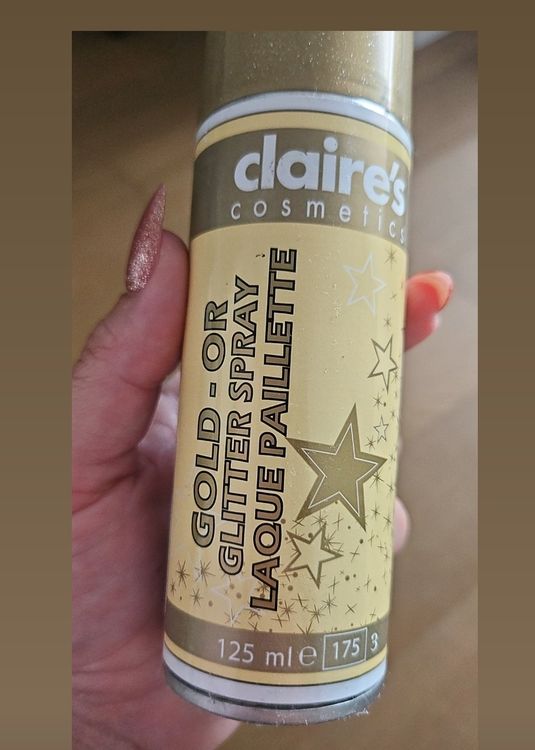 claire's
cosmetics
GOLD - OR
GLITTER SPRAY
LAQUE PAILLETTE
125 ml e 175 3